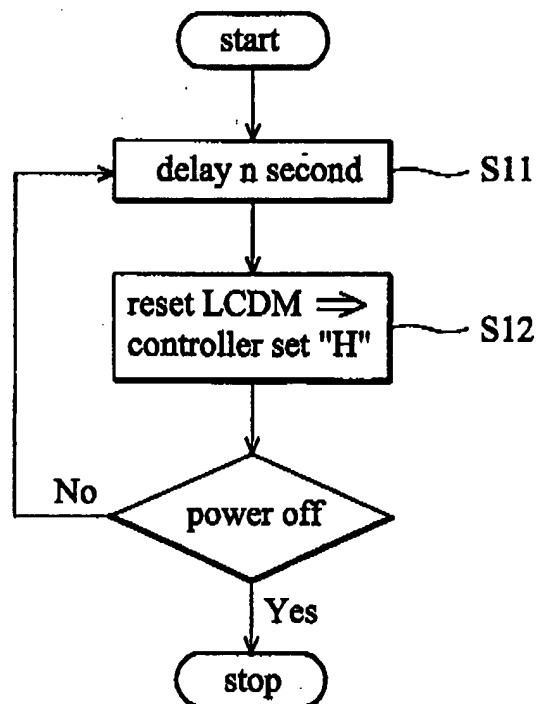 start
delay n second
S11
reset LCDM ⇒
controller set "H"
S12
No
power off
Yes
stop